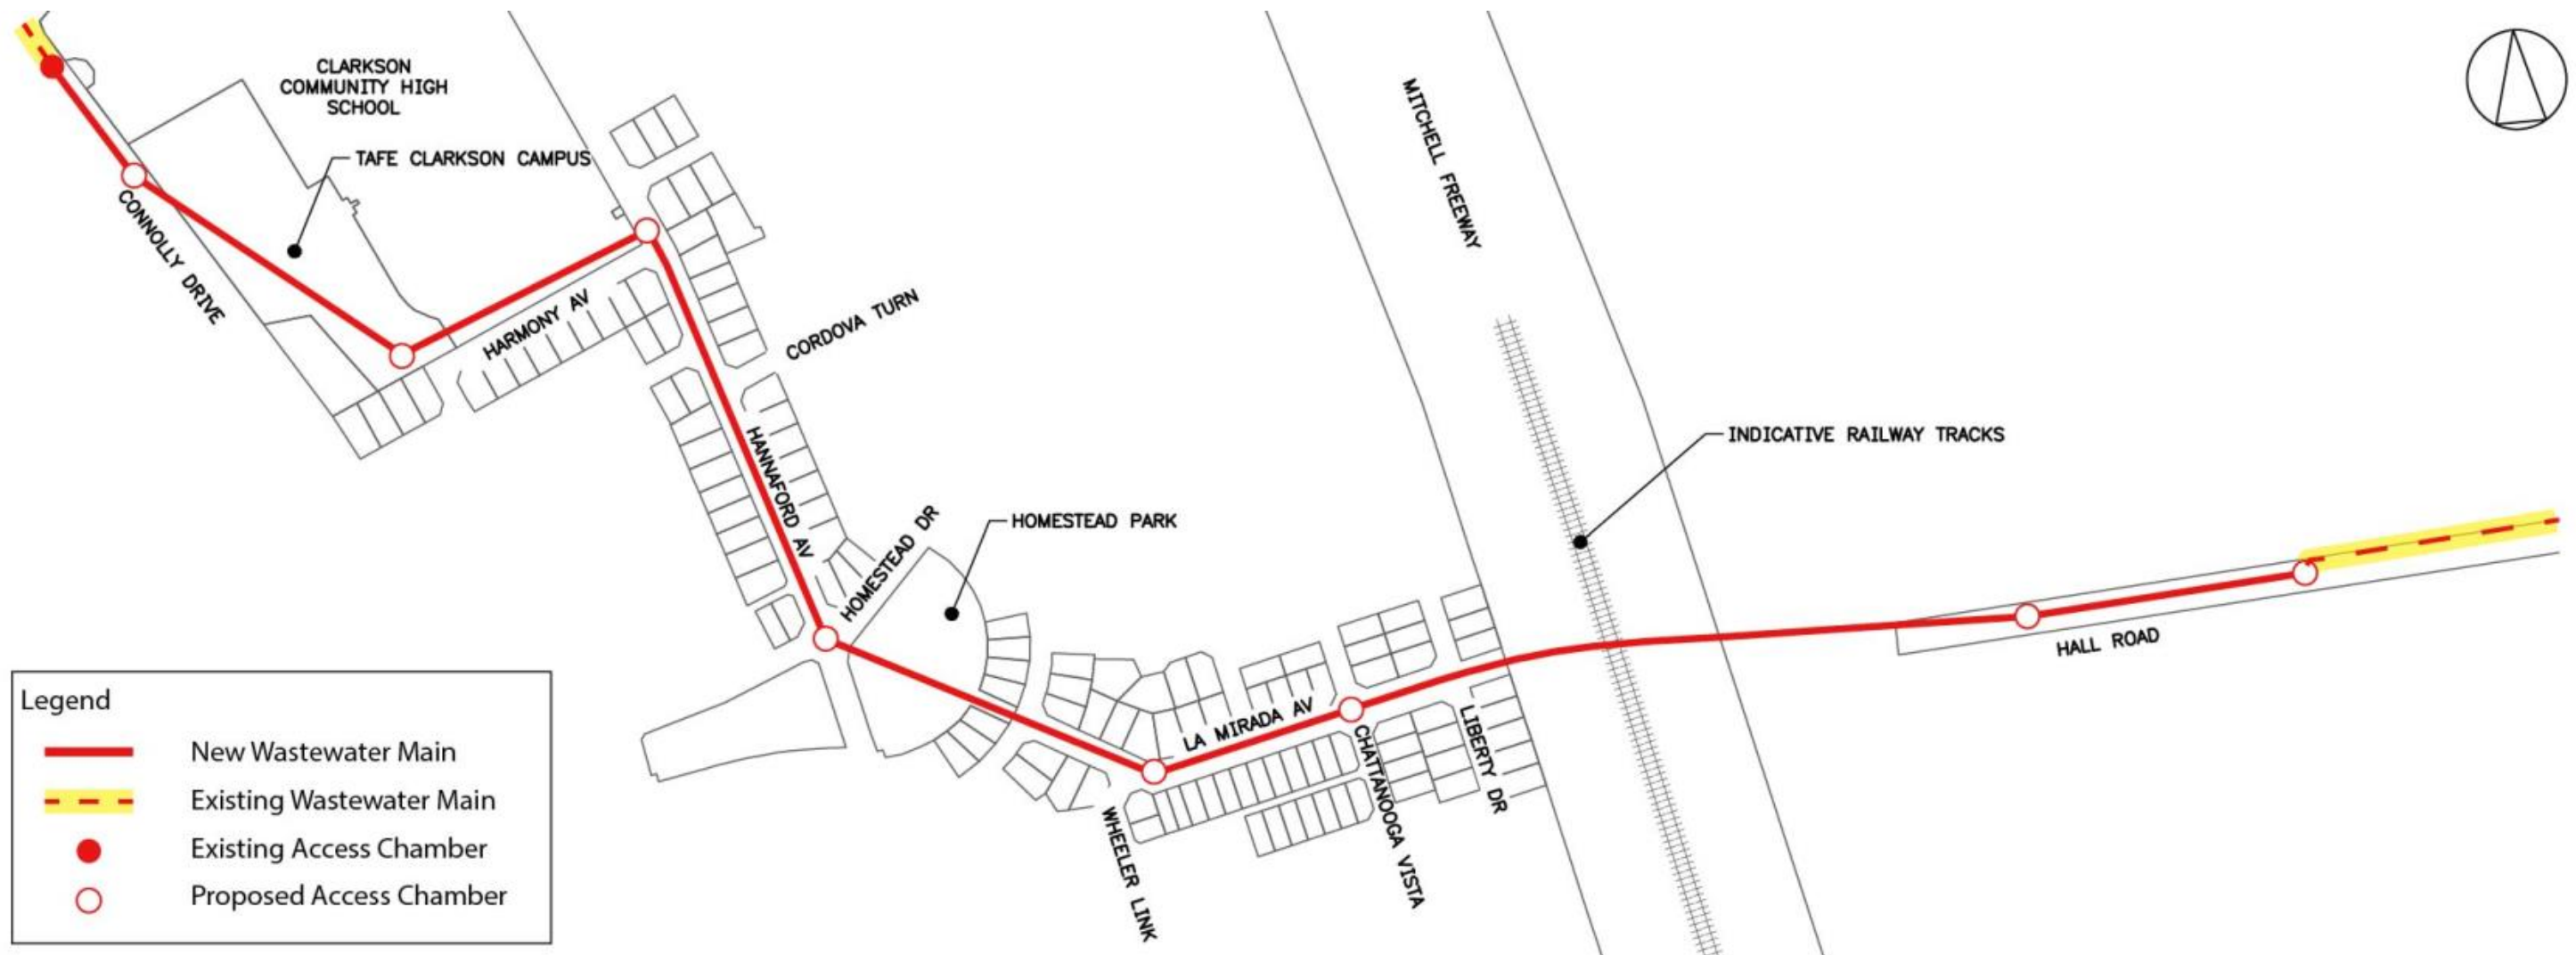 CLARKSON
COMMUNITY HIGH
SCHOOL
TAFE CLARKSON CAMPUS
CONNOLLY DRIVE
HARMONY AV
CORDOVA TURN
HANNAFORD AV
HOMESTEAD DR
HOMESTEAD PARK
MITCHELL FREEWAY
INDICATIVE RAILWAY TRACKS
HALL ROAD
LA MIRADA AV
LIBERTY DR
CHATTANOOGA VISTA
WHEELER LINK
Legend
New Wastewater Main
Existing Wastewater Main
Existing Access Chamber
Proposed Access Chamber